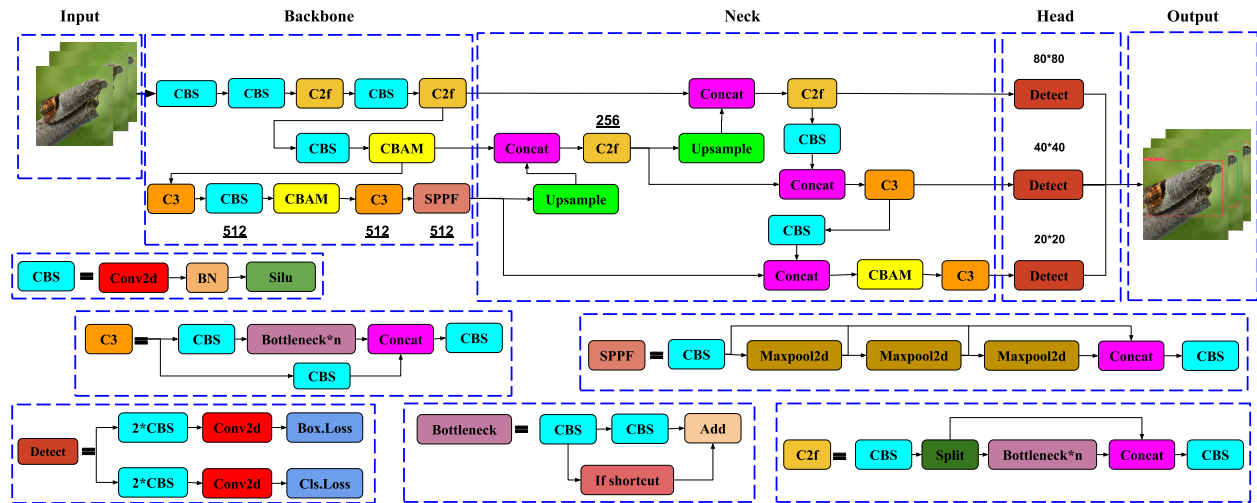 Input Backbone Neck Head Output
80*80
CBS CBS C2f CBS C2f Concat C2f Detect
256
CBS CBAM Concat C2f Upsample CBS
40*40
C3 CBS CBAM C3 SPPF Upsample Concat C3 Detect
512 512 512
CBS
20*20
Concat CBAM C3 Detect
CBS = Conv2d BN Silu
C3 = CBS Bottleneck*n Concat CBS
CBS
SPPF = CBS Maxpool2d Maxpool2d Maxpool2d Concat CBS
Detect = 2*CBS Conv2d Box.Loss
2*CBS Conv2d Cls.Loss
Bottleneck = CBS CBS Add
If shortcut
C2f = CBS Split Bottleneck*n Concat CBS